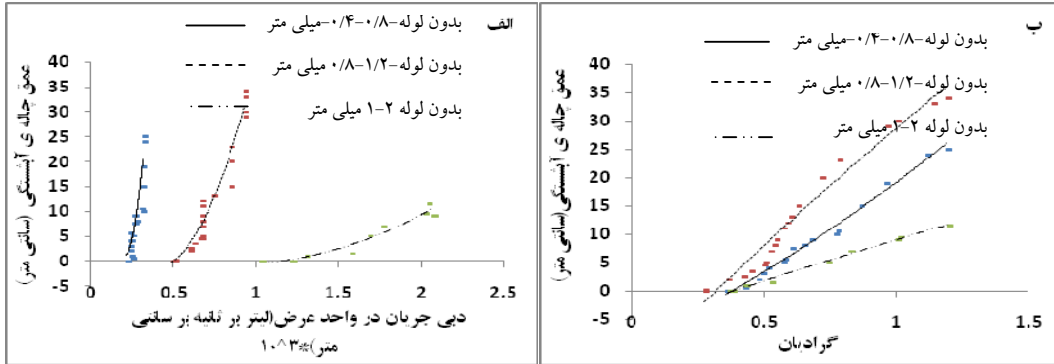 الف
بدون لوله-۰/۸-۰/۴-میلی متر
بدون لوله-۱/۲-۰/۸ میلی متر
بدون لوله ۲-۱ میلی متر
عمق چاله ی آبشستگی (سانتی متر)
40
35
30
25
20
15
10
5
0
-5
0
0.5
1
1.5
2
2.5
دبی جریان در واحد عرض(لیتر بر ثانیه بر سانتی
متر)*۱۰^۳
ب
بدون لوله-۰/۸-۰/۴-میلی متر
بدون لوله-۱/۲-۰/۸ میلی متر
بدون لوله ۲-۱ میلی متر
عمق چاله ی آبشستگی(سانتی متر)
40
35
30
25
20
15
10
5
0
-5
0
0.5
1
1.5
گرادیان